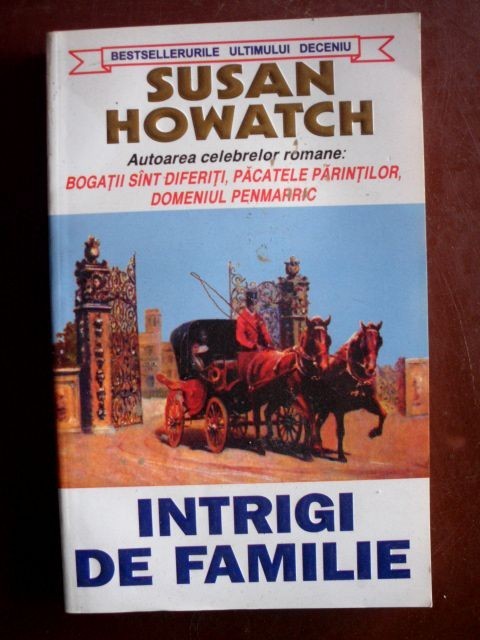 BESTSELLERURILE ULTIMULUI DECENIU
SUSAN
HOWATCH
Autoarea celebrelor romane:
BOGAȚII SÎNT DIFERIȚI, PĂCATELE PĂRINȚILOR,
DOMENIUL PENMARRIC
INTRIGI
DE FAMILIE